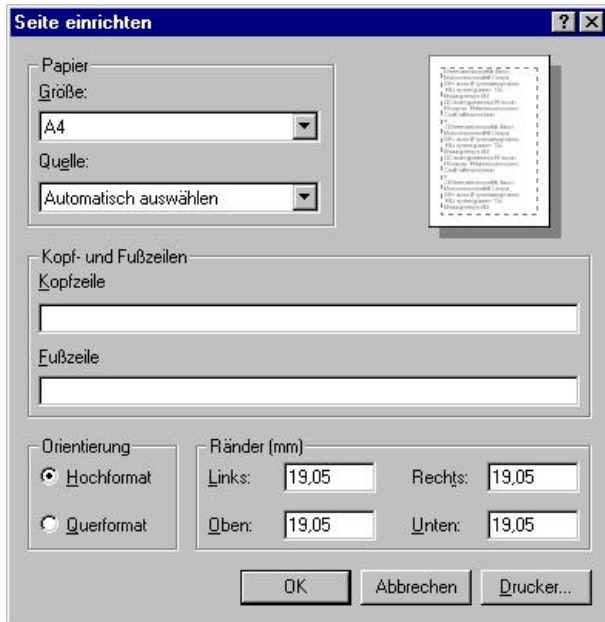 Seite einrichten
Papier
Größe:
A4
Quelle:
Automatisch auswählen
Kopf- und Fußzeilen
Kopfzeile
Fußzeile
Orientierung
Hochformat
Querformat
Ränder (mm)
Links: 19,05 Rechts: 19,05
Oben: 19,05 Unten: 19,05
OK Abbrechen Drucker...